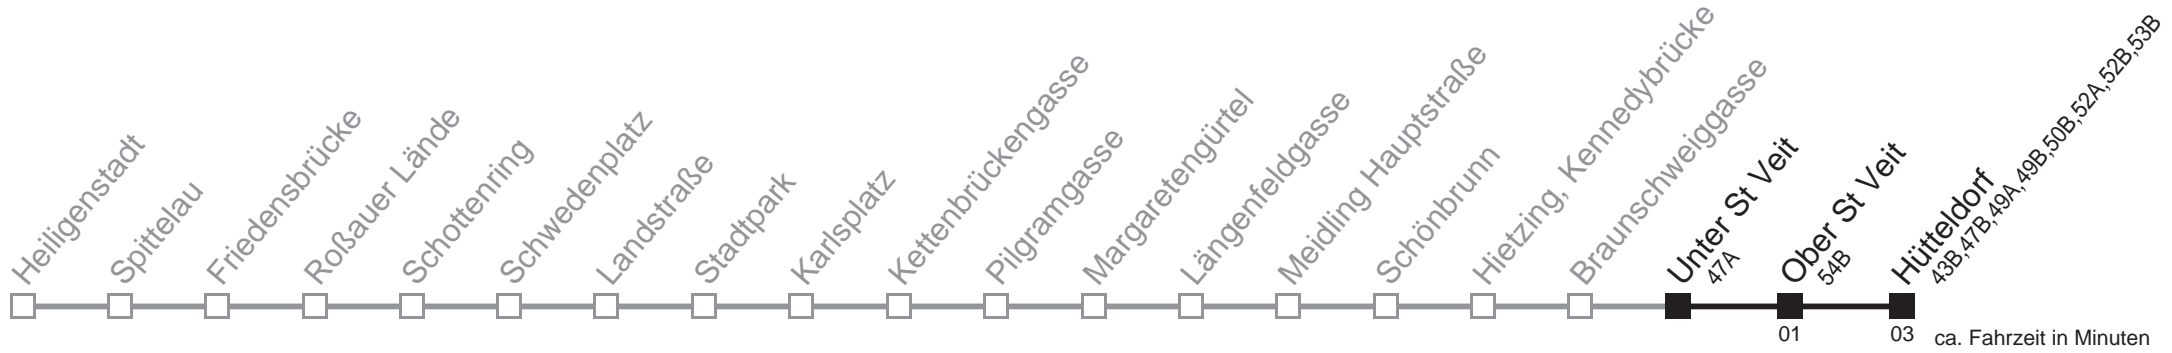 Heiligenstadt
Spittelau
Friedensbrücke
Roßauer Lände
Schottenring
Schwedenplatz
Landstraße
Stadtpark
Karlsplatz
Kettenbrückengasse
Pilgramgasse
Margaretengürtel
Längenfeldgasse
Meidling Hauptstraße
Schönbrunn
Hietzing, Kennedybrücke
Braunschweiggasse
Unter St Veit
47A
Ober St Veit
54B
Hütteldorf
43B,47B,49A,49B,50B,52A,52B,53B
01
03
ca. Fahrzeit in Minuten